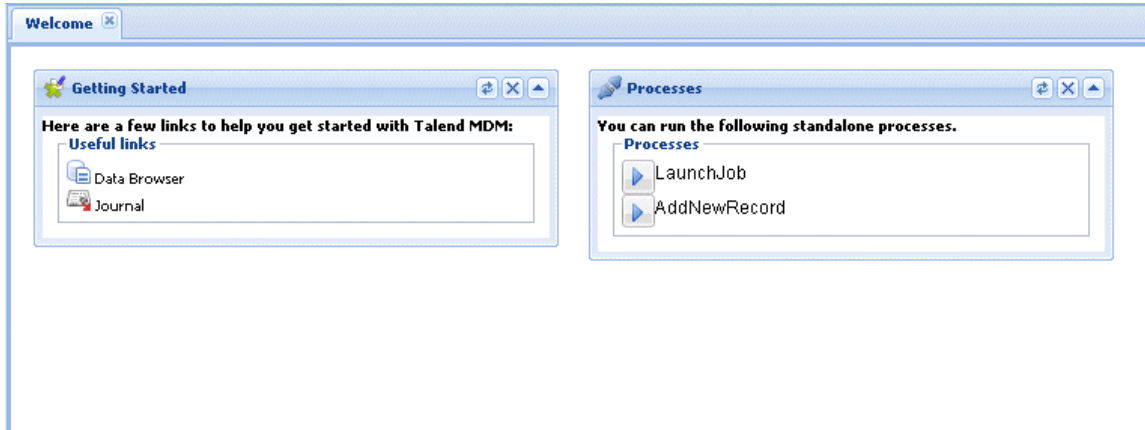 Welcome
Getting Started
Here are a few links to help you get started with Talend MDM:
Useful links
Data Browser
Journal
Processes
You can run the following standalone processes.
Processes
LaunchJob
AddNewRecord